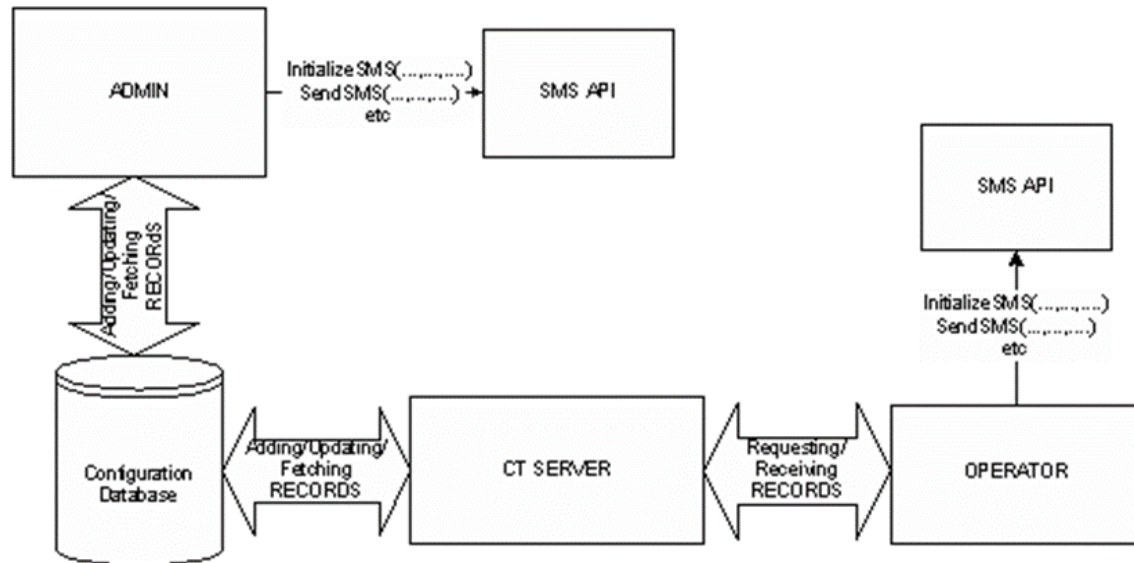 ADMIN
Initialize SMS(...,...,....)
Send SMS(...,...,....)
etc
SMS API
SMS API
Adding/Updating/
Fetching
RECORdS
Initialize SMS(...,...,....)
Send SMS(...,...,....)
etc
Configuration
Database
Adding/Updating/
Fetching
RECORDS
CT SERVER
Requesting/
Receiving
RECORDS
OPERATOR